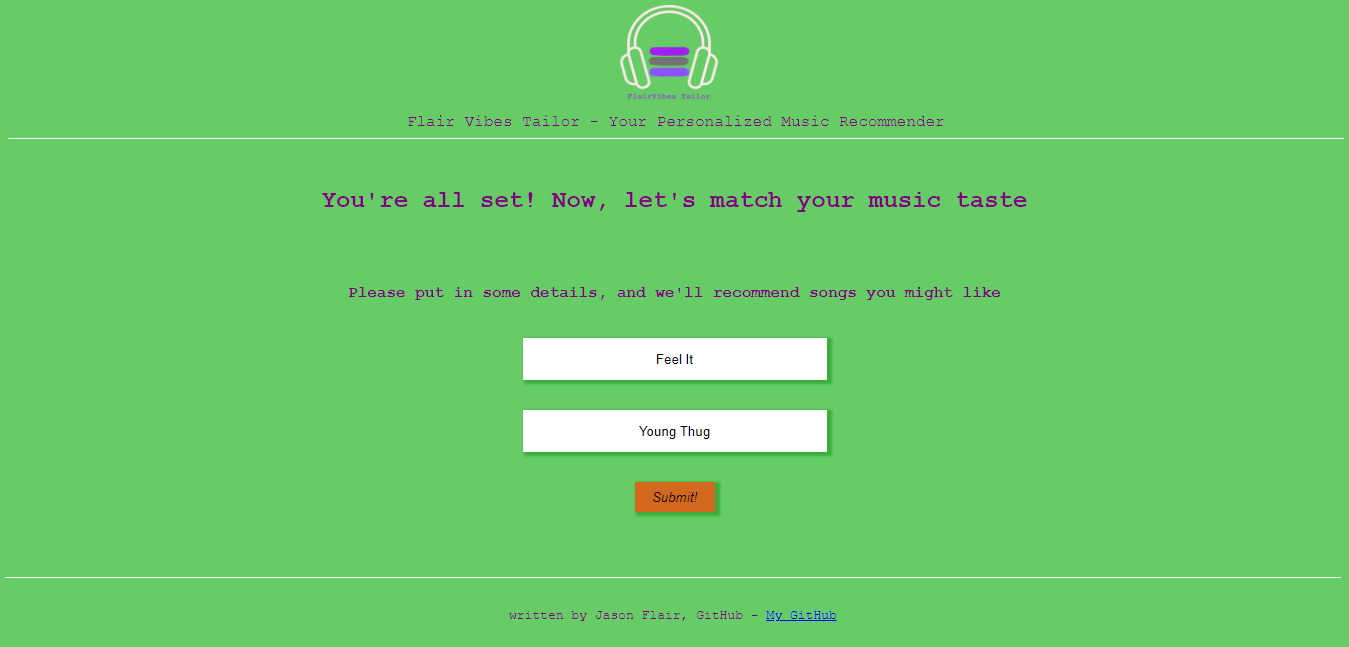 FlairVibes Tailor
Flair Vibes Tailor - Your Personalized Music Recommender
You're all set! Now, let's match your music taste
Please put in some details, and we'll recommend songs you might like
Feel It
Young Thug
Submit!
written by Jason Flair, GitHub - My GitHub